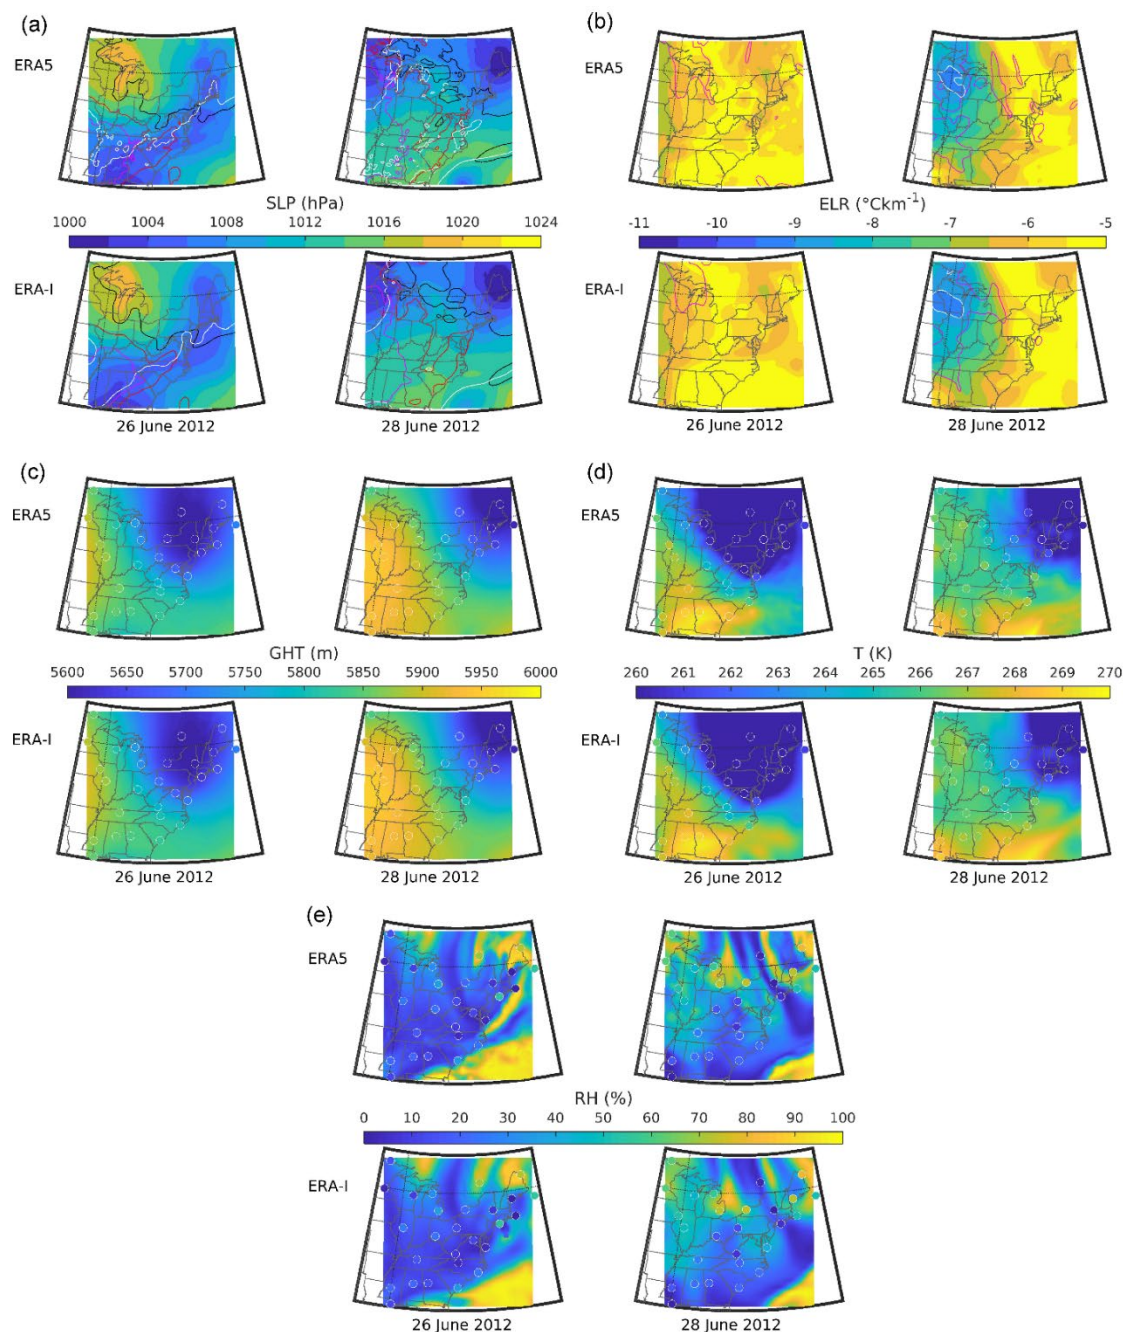 (a)
(b)
ERA5
ERA5
SLP (hPa)
1000 1004 1008 1012 1016 1020 1024
ELR (°Ckm-1)
-11 -10 -9 -8 -7 -6 -5
ERA-I
ERA-I
26 June 2012 28 June 2012
26 June 2012 28 June 2012
(c)
(d)
ERA5
ERA5
GHT (m)
5600 5650 5700 5750 5800 5850 5900 5950 6000
T (K)
260 261 262 263 264 265 266 267 268 269 270
ERA-I
ERA-I
26 June 2012 28 June 2012
26 June 2012 28 June 2012
(e)
ERA5
RH (%)
0 10 20 30 40 50 60 70 80 90 100
ERA-I
26 June 2012 28 June 2012